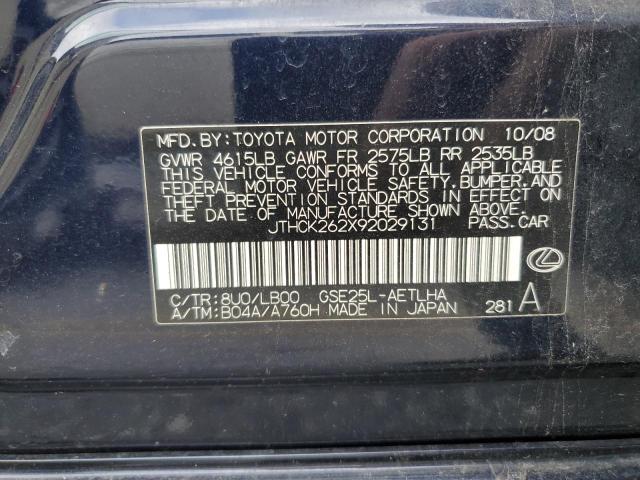 MFD. BY: TOYOTA MOTOR CORPORATION 10/08
GVWR 4615LB GAWR FR 2575LB RR 2535LB
THIS VEHICLE CONFORMS TO ALL APPLICABLE
FEDERAL MOTOR VEHICLE SAFETY, BUMPER, AND
THEFT PREVENTION STANDARDS IN EFFECT ON
THE DATE OF MANUFACTURE SHOWN ABOVE.
JTHCK262X92029131 PASS. CAR
C/TR: 8U0/LB00 GSE25L-AETLHA
A/TM: B04A/A760H MADE IN JAPAN 281 A